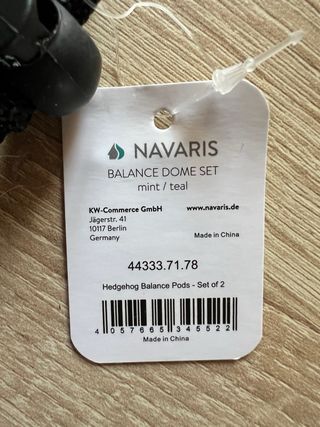 NAVARIS
BALANCE DOME SET
mint / teal
KW-Commerce GmbH
Jägerstr. 41
10117 Berlin
Germany
www.navaris.de
Made in China
44333.71.78
Hedgehog Balance Pods - Set of 2
4 057665 345522
Made in China